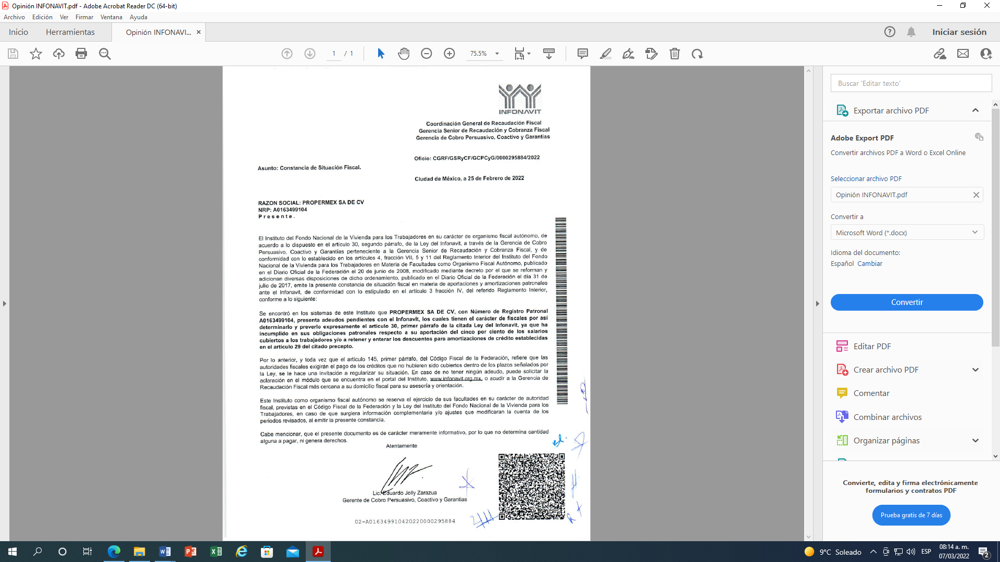 Opinión INFONAVIT.pdf - Adobe Acrobat Reader DC (64-bit)
Archivo Edición Ver Firmar Ventana Ayuda
Inicio Herramientas Opinión INFONAVI... Iniciar sesión
1 / 1 75.5%
INFONAVIT
Coordinación General de Recaudación Fiscal
Gerencia Senior de Recaudación y Cobranza Fiscal
Gerencia de Cobro Persuasivo, Coactivo y Garantías
Oficio: CGRF/GSRyCF/GCPCyG/0000295884/2022
Asunto: Constancia de Situación Fiscal.
Ciudad de México, a 25 de Febrero de 2022
RAZON SOCIAL: PROPERMEX SA DE CV
NRP: A0163499104
P r e s e n t e .
El Instituto del Fondo Nacional de la Vivienda para los Trabajadores en su carácter de organismo fiscal autónomo, de
acuerdo a lo dispuesto en el artículo 30, segundo párrafo, de la Ley del Infonavit, a través de la Gerencia de Cobro
Persuasivo, Coactivo y Garantías perteneciente a la Gerencia Senior de Recaudación y Cobranza Fiscal, y de
conformidad con lo establecido en los artículos 4, fracción VII, 5 y 11 del Reglamento Interior del Instituto del Fondo
Nacional de la Vivienda para los Trabajadores en Materia de Facultades como Organismo Fiscal Autónomo, publicado
en el Diario Oficial de la Federación el 20 de junio de 2008, modificado mediante decreto por el que se reforman y
adicionan diversas disposiciones de dicho ordenamiento, publicado en el Diario Oficial de la Federación el día 31 de
julio de 2017, emite la presente constancia de situación fiscal en materia de aportaciones y amortizaciones patronales
ante el Infonavit, de conformidad con lo estipulado en el artículo 3 fracción IV, del referido Reglamento Interior,
conforme a lo siguiente:
Se encontró en los sistemas de este Instituto que PROPERMEX SA DE CV, con Número de Registro Patronal
A0163499104, presenta adeudos pendientes con el Infonavit, los cuales tienen el carácter de fiscales por así
determinarlo y preverlo expresamente el artículo 30, primer párrafo de la citada Ley del Infonavit, ya que ha
incumplido en sus obligaciones patronales respecto a su aportación del cinco por ciento de los salarios
cubiertos a los trabajadores y/o a retener y enterar los descuentos para amortizaciones de crédito establecidas
en el artículo 29 del citado precepto.
Por lo anterior, y toda vez que el artículo 145, primer párrafo, del Código Fiscal de la Federación, refiere que las
autoridades fiscales exigirán el pago de los créditos que no hubieren sido cubiertos dentro de los plazos señalados por
la Ley, se le hace una invitación a regularizar su situación. En caso de no tener ningún adeudo, puede solicitar la
aclaración en el módulo que se encuentra en el portal del Instituto, www.infonavit.org.mx, o acudir a la Gerencia de
Recaudación Fiscal más cercana a su domicilio fiscal para su asesoría y orientación.
Este Instituto como organismo fiscal autónomo se reserva el ejercicio de sus facultades en su carácter de autoridad
fiscal, previstas en el Código Fiscal de la Federación y la Ley del Instituto del Fondo Nacional de la Vivienda para los
Trabajadores, en caso de que surgiera información complementaria y/o ajustes que modificaran la cuenta de los
periodos revisados, al emitir la presente constancia.
Cabe mencionar, que el presente documento es de carácter meramente informativo, por lo que no determina cantidad
alguna a pagar, ni genera derechos.
Atentamente
Lic. Eduardo Jolly Zarazua
Gerente de Cobro Persuasivo, Coactivo y Garantías
02-A016349910420220000295884
Buscar 'Editar texto'
Exportar archivo PDF
Adobe Export PDF
Convertir archivos PDF a Word o Excel Online
Seleccionar archivo PDF
Opinión INFONAVIT.pdf
Convertir a
Microsoft Word (*.docx)
Idioma del documento:
Español Cambiar
Convertir
Editar PDF
Crear archivo PDF
Comentar
Combinar archivos
Organizar páginas
Convierte, edita y firma electrónicamente
formularios y contratos PDF
Prueba gratis de 7 días
9°C Soleado ESP 08:14 a. m.
07/03/2022 2